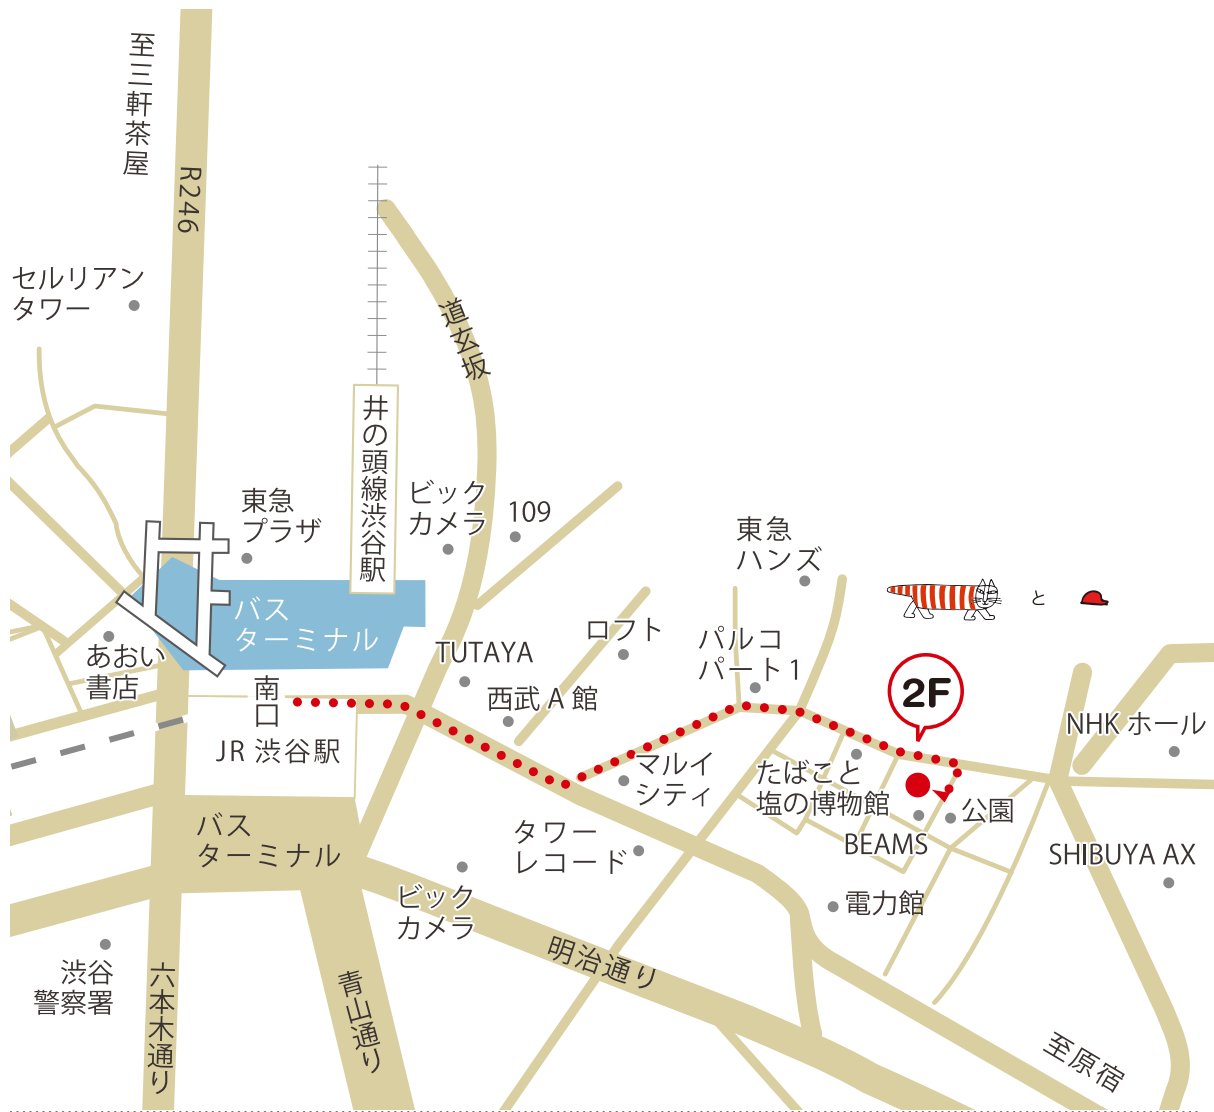 至三軒茶屋
R246
セルリアン
タワー
道玄坂
井の頭線渋谷駅
東急
プラザ
ビック
カメラ
109
東急
ハンズ
と
バス
ターミナル
あおい
書店
TUTAYA
ロフト
パルコ
パート1
南口
西武A館
2F
NHKホール
JR渋谷駅
マルイ
シティ
たばこと
塩の博物館
公園
BEAMS
バス
ターミナル
タワー
レコード
SHIBUYA AX
ビック
カメラ
電力館
明治通り
渋谷
警察署
六本木通り
青山通り
至原宿